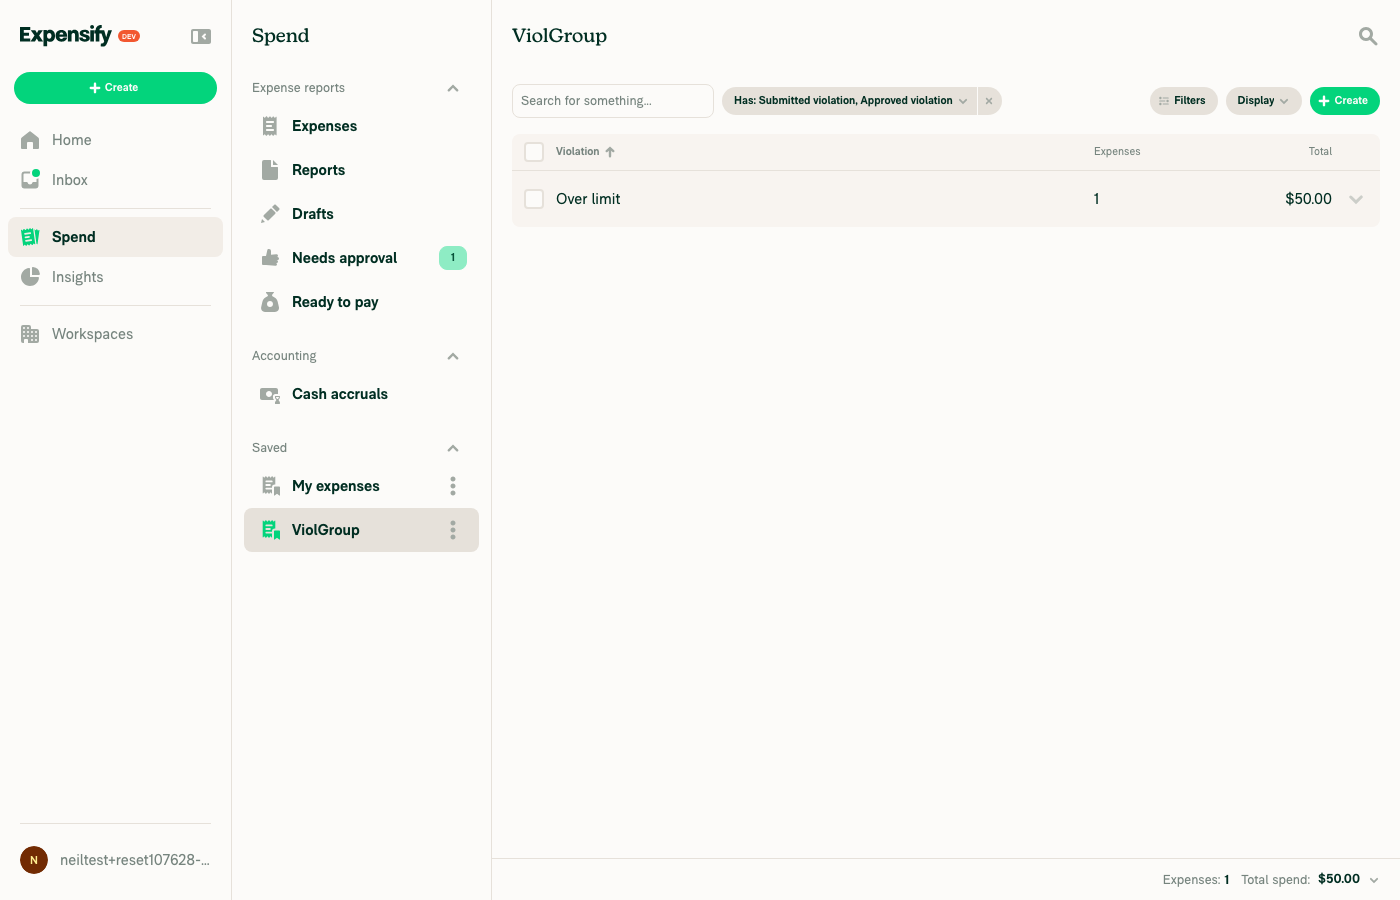 Expensify DEV
Create
Home
Inbox
Spend
Insights
Workspaces
N neiltest+reset107628-...
Spend
Expense reports
Expenses
Reports
Drafts
Needs approval 1
Ready to pay
Accounting
Cash accruals
Saved
My expenses
ViolGroup
ViolGroup
Search for something... Has: Submitted violation, Approved violation Filters Display Create
Violation Expenses Total
Over limit 1 $50.00
Expenses: 1 Total spend: $50.00